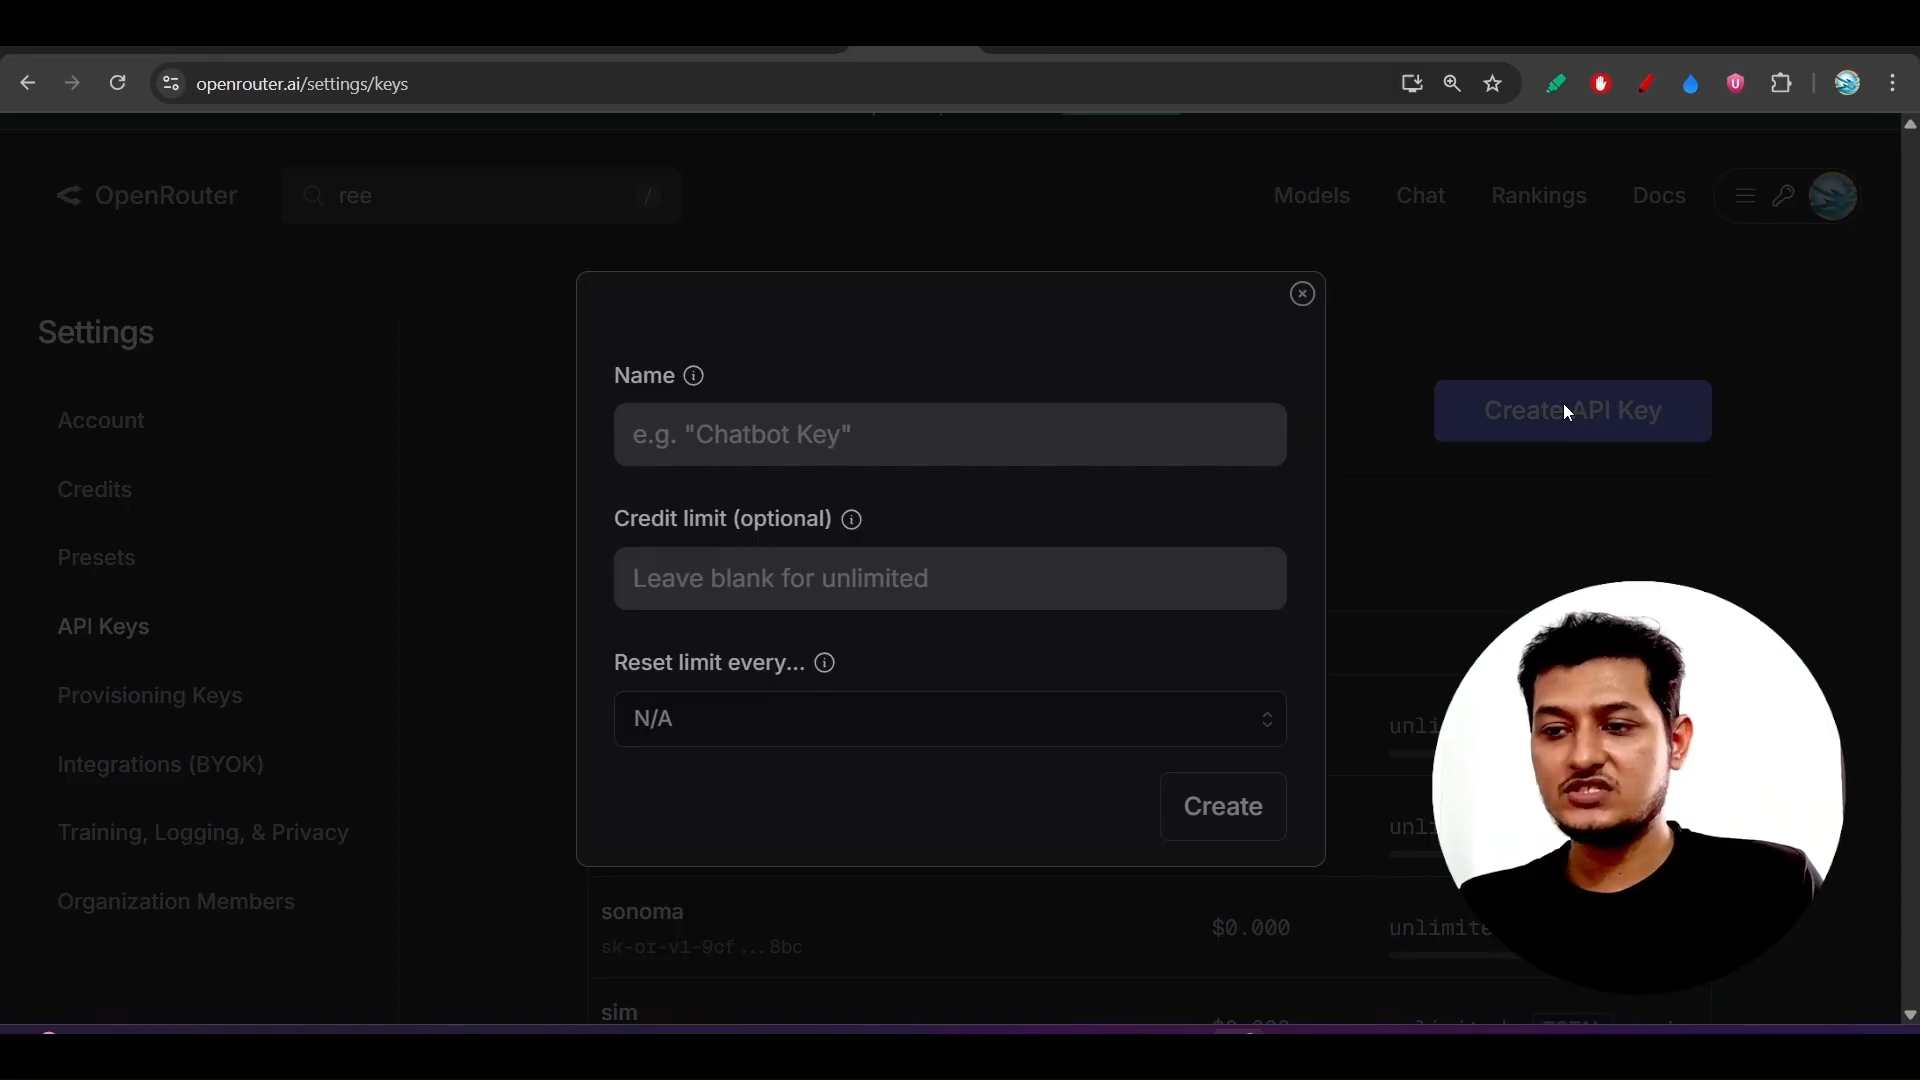 openrouter.ai/settings/keys
OpenRouter
ree
/
Models
Chat
Rankings
Docs
Settings
Account
Credits
Presets
API Keys
Provisioning Keys
Integrations (BYOK)
Training, Logging, & Privacy
Organization Members
Create API Key
Name
e.g. "Chatbot Key"
Credit limit (optional)
Leave blank for unlimited
Reset limit every...
N/A
Create
unli
unli
sonoma
sk-or-v1-9cf...8bc
$0.000
unlimite
sim